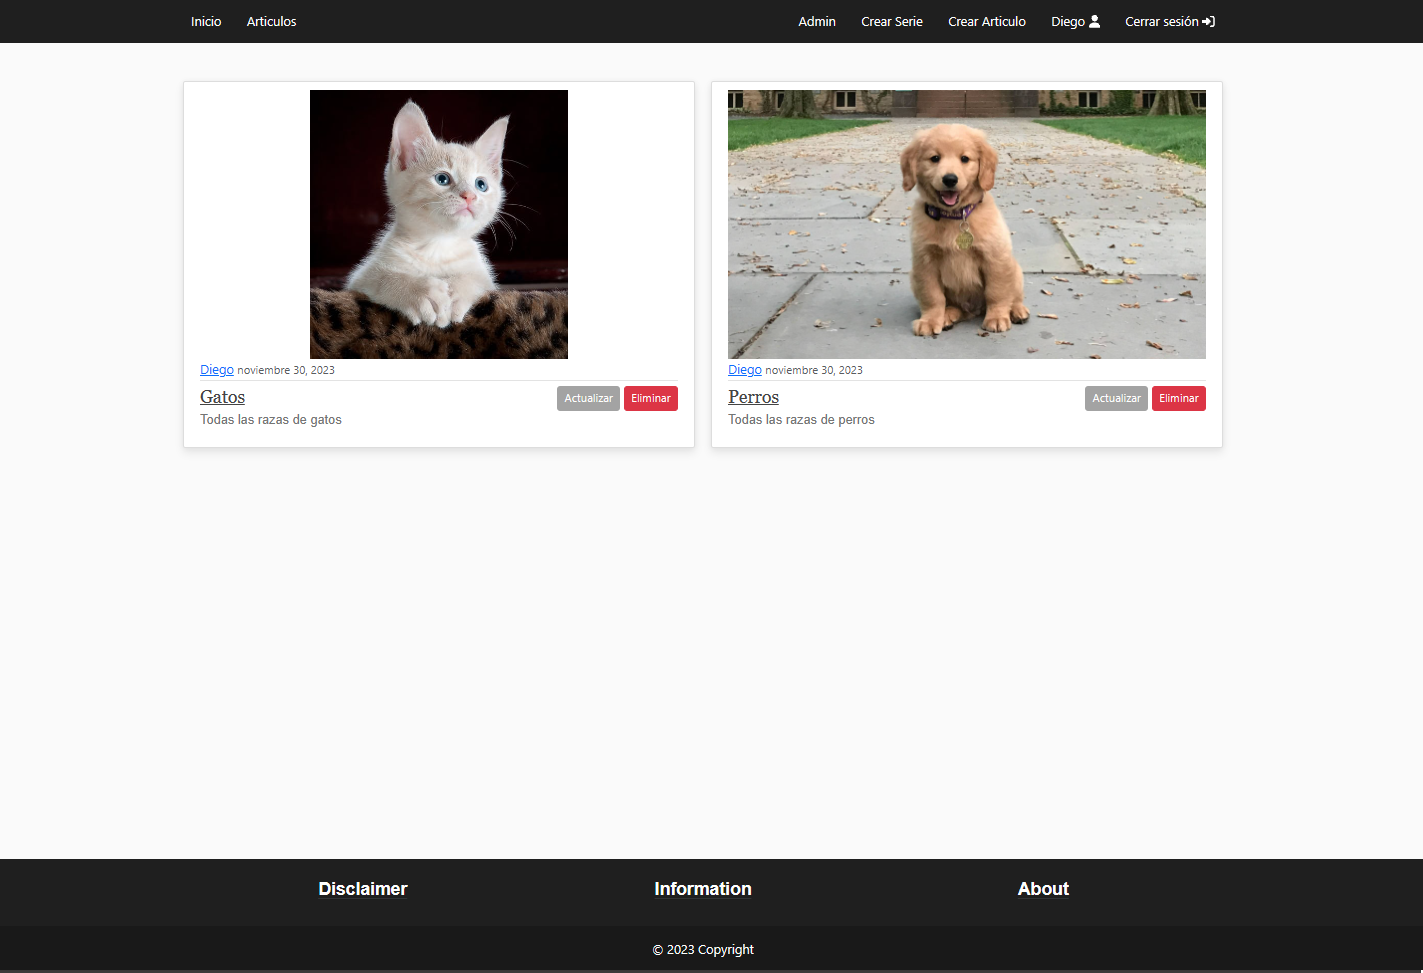 Inicio Articulos Admin Crear Serie Crear Articulo Diego Cerrar sesión
Diego noviembre 30, 2023
Gatos Actualizar Eliminar
Todas las razas de gatos
Diego noviembre 30, 2023
Perros Actualizar Eliminar
Todas las razas de perros
Disclaimer Information About
© 2023 Copyright